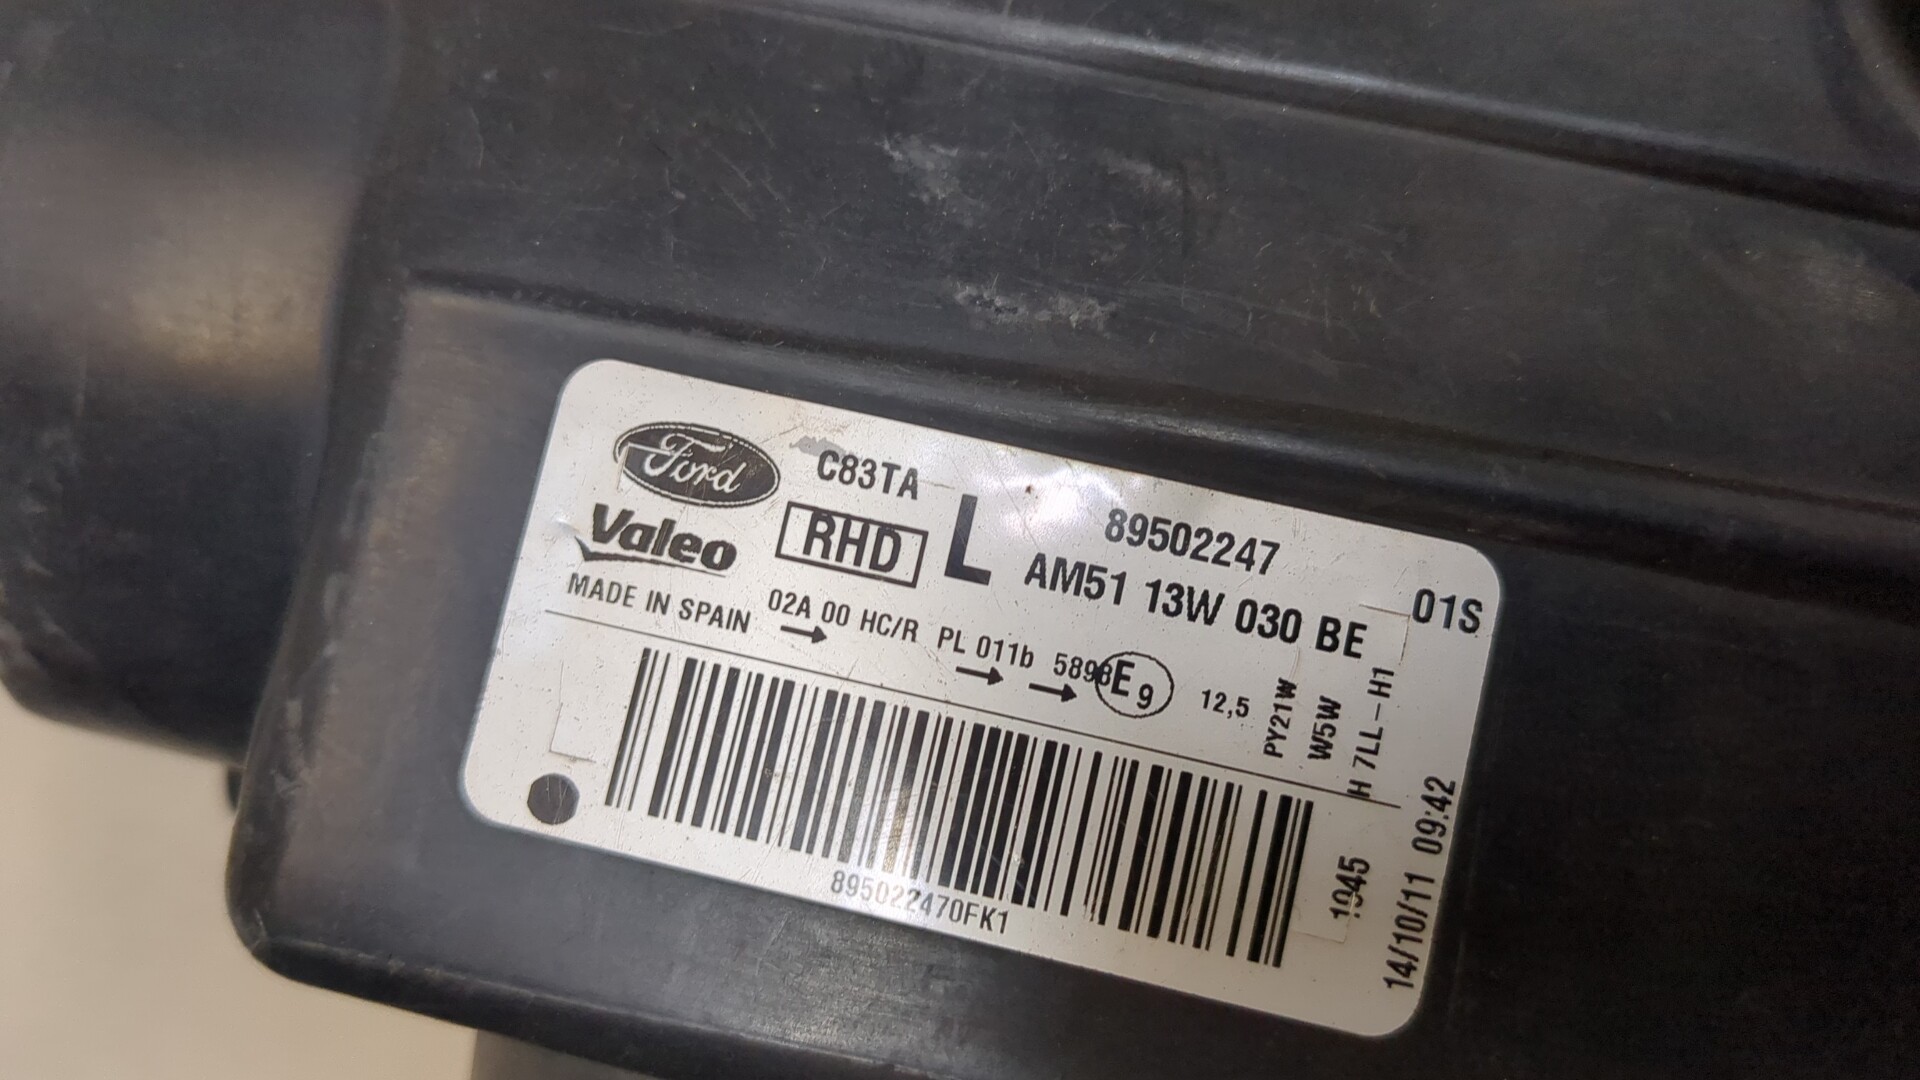 Ford
C83TA
Valeo
RHD
L
89502247
AM51 13W 030 BE
01S
MADE IN SPAIN
02A 00 HC/R
PL 011b
5898
E9
12,5
PY21W
W5W
H 7LL-H1
895022470FK1
1045
14/10/11 09:42